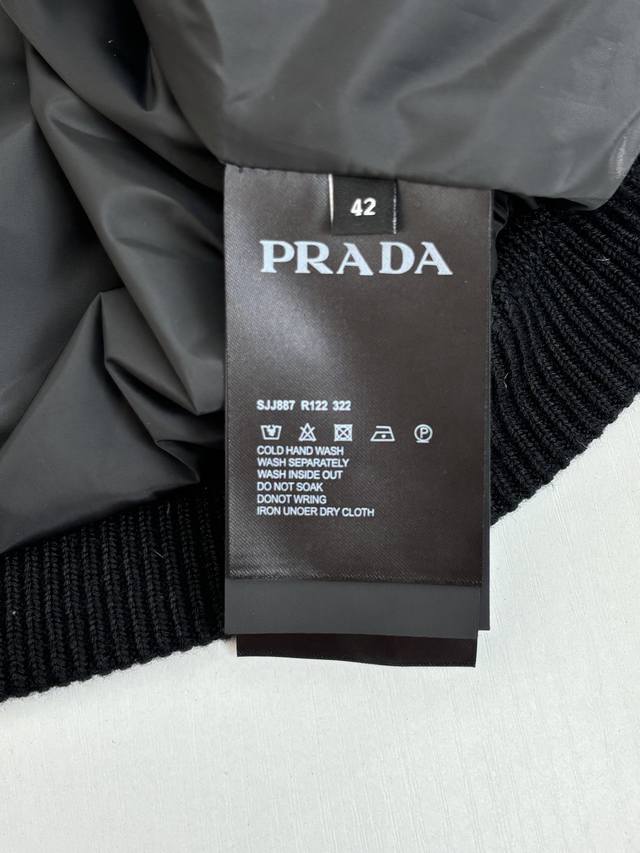 42
PRADA
SJJ887 R122 322
P
COLD HAND WASH
WASH SEPARATELY
WASH INSIDE OUT
DO NOT SOAK
DONOT WRING
IRON UNOER DRY CLOTH